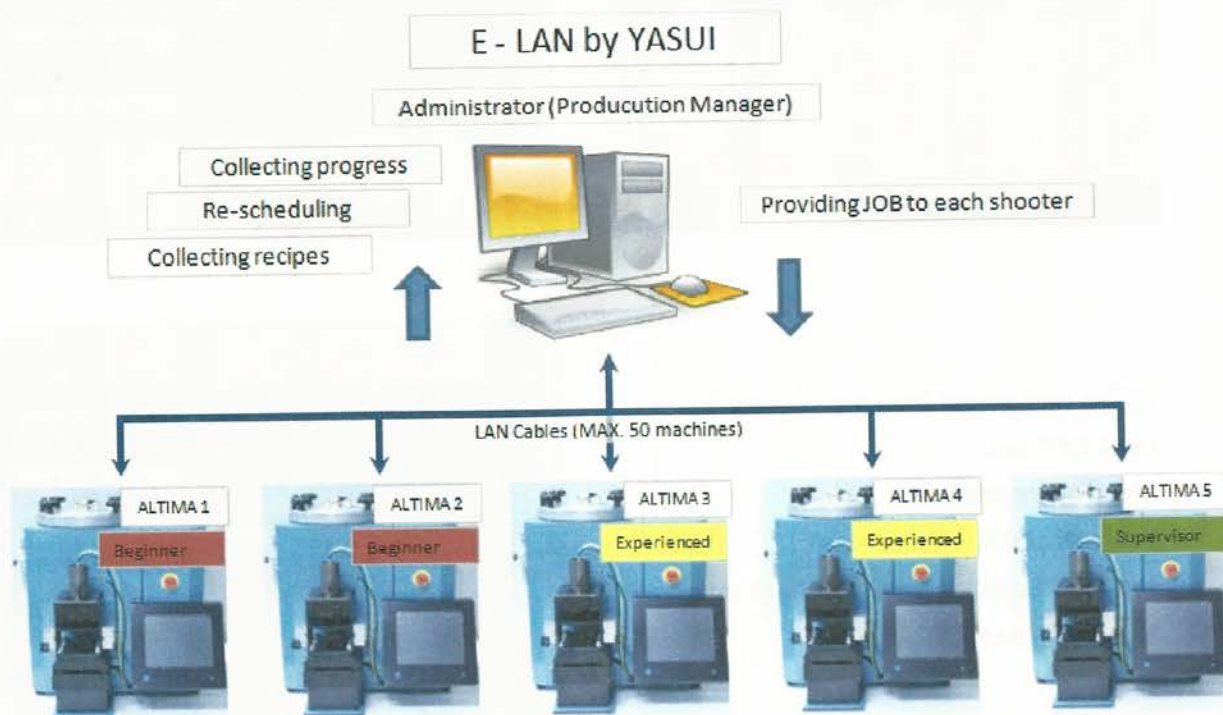 E - LAN by YASUI
Administrator (Producution Manager)
Collecting progress
Re-scheduling
Collecting recipes
Providing JOB to each shooter
LAN Cables (MAX. 50 machines)
ALTIMA 1
Beginner
ALTIMA 2
Beginner
ALTIMA 3
Experienced
ALTIMA 4
Experienced
ALTIMA 5
Supervisor